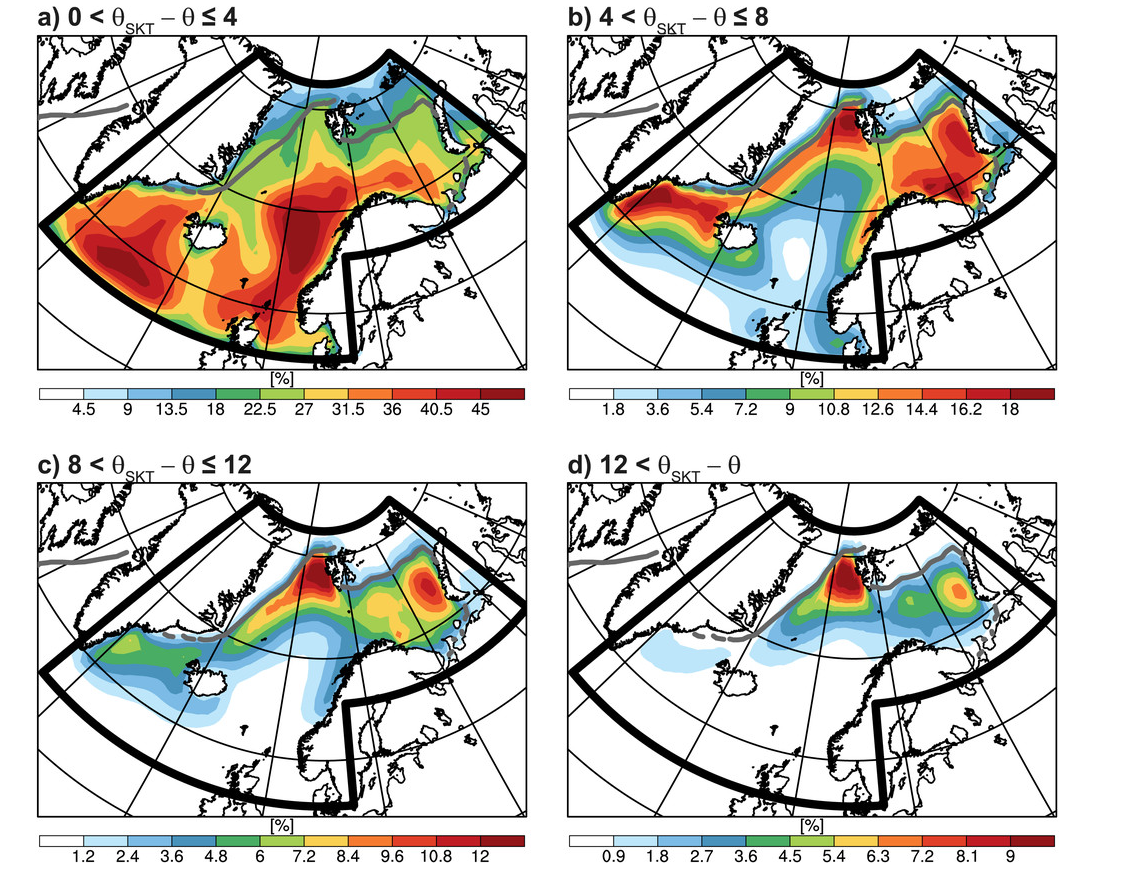 a) 0 < θSKT – θ ≤ 4
b) 4 < θSKT – θ ≤ 8
[%]
4.5 9 13.5 18 22.5 27 31.5 36 40.5 45
[%]
1.8 3.6 5.4 7.2 9 10.8 12.6 14.4 16.2 18
c) 8 < θSKT – θ ≤ 12
d) 12 < θSKT – θ
[%]
1.2 2.4 3.6 4.8 6 7.2 8.4 9.6 10.8 12
[%]
0.9 1.8 2.7 3.6 4.5 5.4 6.3 7.2 8.1 9